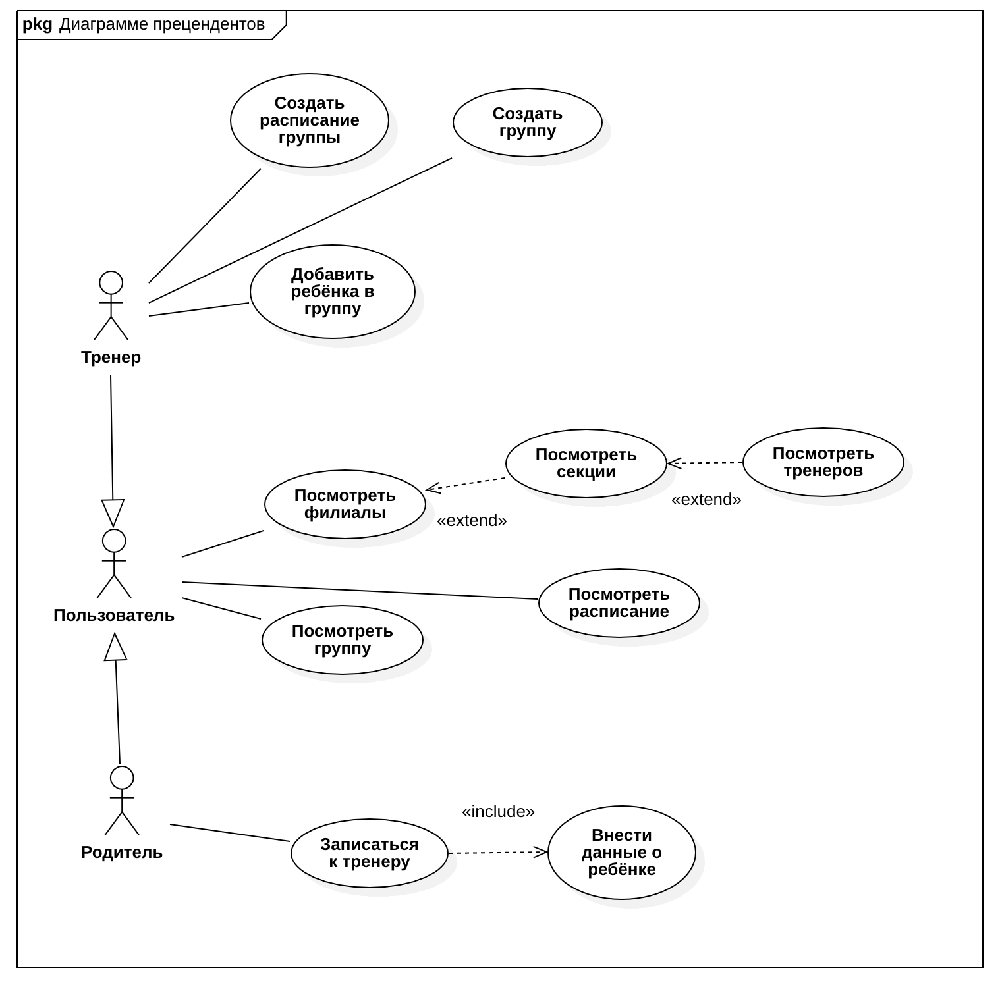 pkg Диаграмме прецендентов
Создать
расписание
группы
Создать
группу
Добавить
ребёнка в
группу
Тренер
Посмотреть
филиалы
«extend»
Посмотреть
секции
«extend»
Посмотреть
тренеров
Пользователь
Посмотреть
расписание
Посмотреть
группу
Родитель
Записаться
к тренеру
«include»
Внести
данные о
ребёнке